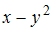 x − y²